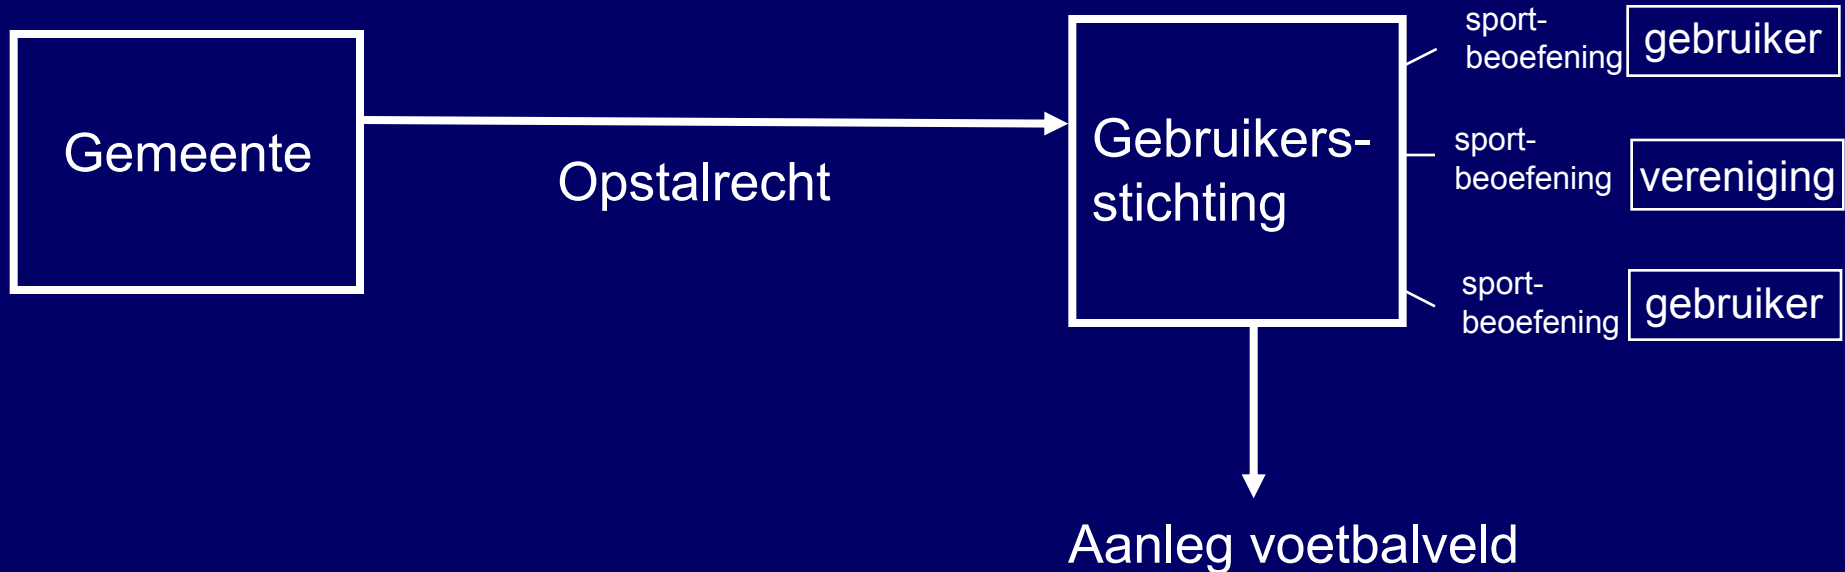 Gemeente
Opstalrecht
Gebruikers-
stichting
sport-
beoefening
gebruiker
sport-
beoefening
vereniging
sport-
beoefening
gebruiker
Aanleg voetbalveld